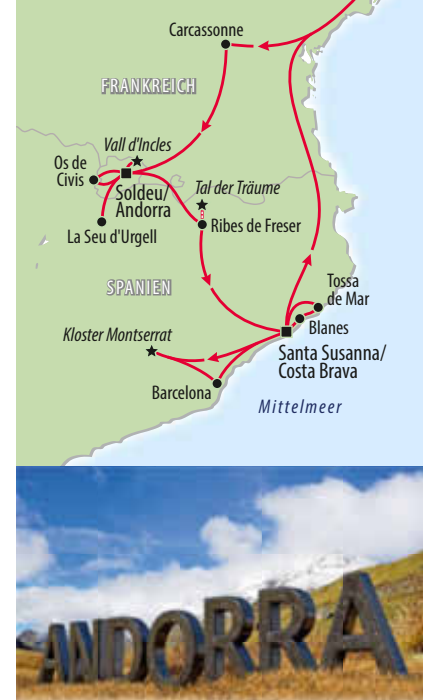 Carcassonne
FRANKREICH
Vall d'Incles
Os de
Civis
Soldeu/
Andorra
Tal der Träume
La Seu d'Urgell
Ribes de Freser
SPANIEN
Tossa
de Mar
Blanes
Kloster Montserrat
Santa Susanna/
Costa Brava
Barcelona
Mittelmeer
ANDORRA